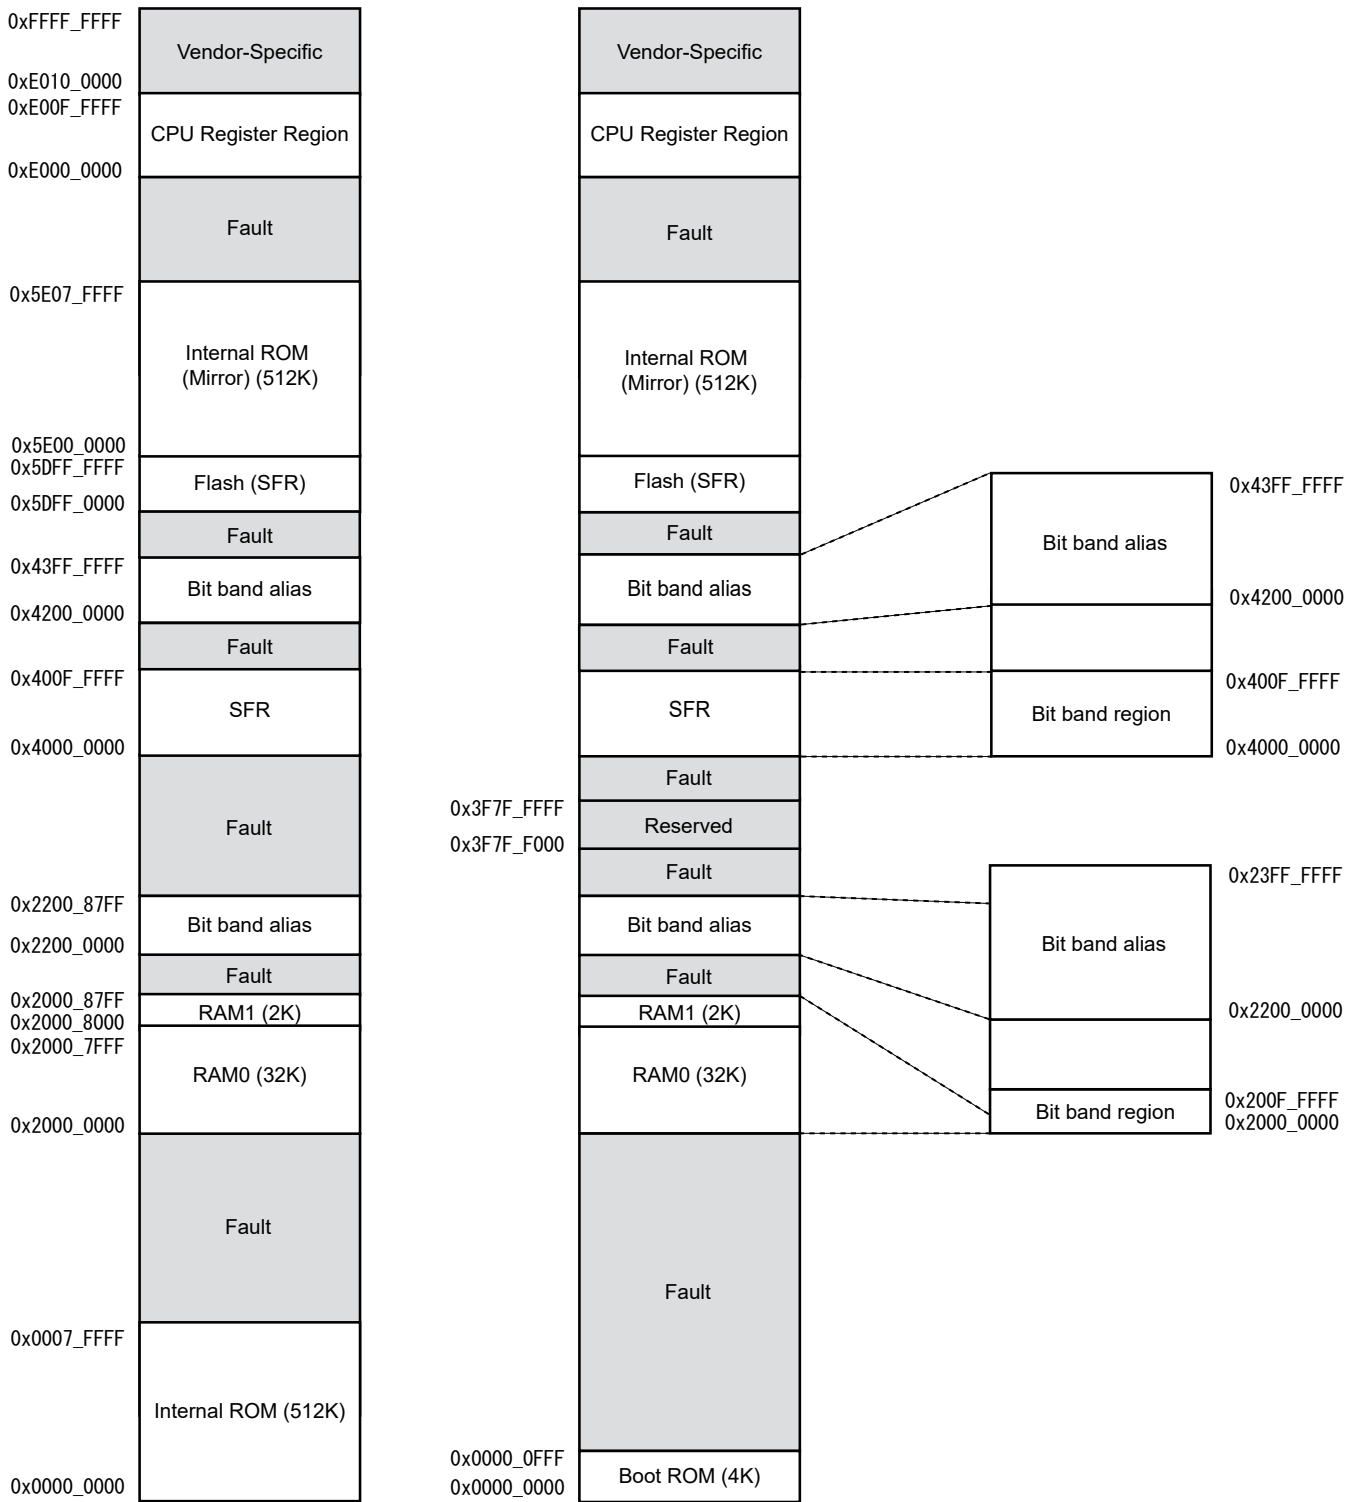 0xFFFF_FFFF
Vendor-Specific
0xE010_0000
0xE00F_FFFF
CPU Register Region
0xE000_0000
Fault
0x5E07_FFFF
Internal ROM
(Mirror) (512K)
0x5E00_0000
0x5DFF_FFFF
Flash (SFR)
0x5DFF_0000
Fault
0x43FF_FFFF
Bit band alias
0x4200_0000
Fault
0x400F_FFFF
SFR
0x4000_0000
Fault
0x2200_87FF
Bit band alias
0x2200_0000
Fault
0x2000_87FF
RAM1 (2K)
0x2000_8000
0x2000_7FFF
RAM0 (32K)
0x2000_0000
Fault
0x0007_FFFF
Internal ROM (512K)
0x0000_0000
Vendor-Specific
CPU Register Region
Fault
Internal ROM
(Mirror) (512K)
Flash (SFR)
Fault
Bit band alias
Fault
SFR
Fault
0x3F7F_FFFF
Reserved
0x3F7F_F000
Fault
Bit band alias
Fault
RAM1 (2K)
RAM0 (32K)
Fault
0x0000_0FFF
Boot ROM (4K)
0x0000_0000
0x43FF_FFFF
Bit band alias
0x4200_0000
0x400F_FFFF
Bit band region
0x4000_0000
0x23FF_FFFF
Bit band alias
0x2200_0000
0x200F_FFFF
Bit band region
0x2000_0000